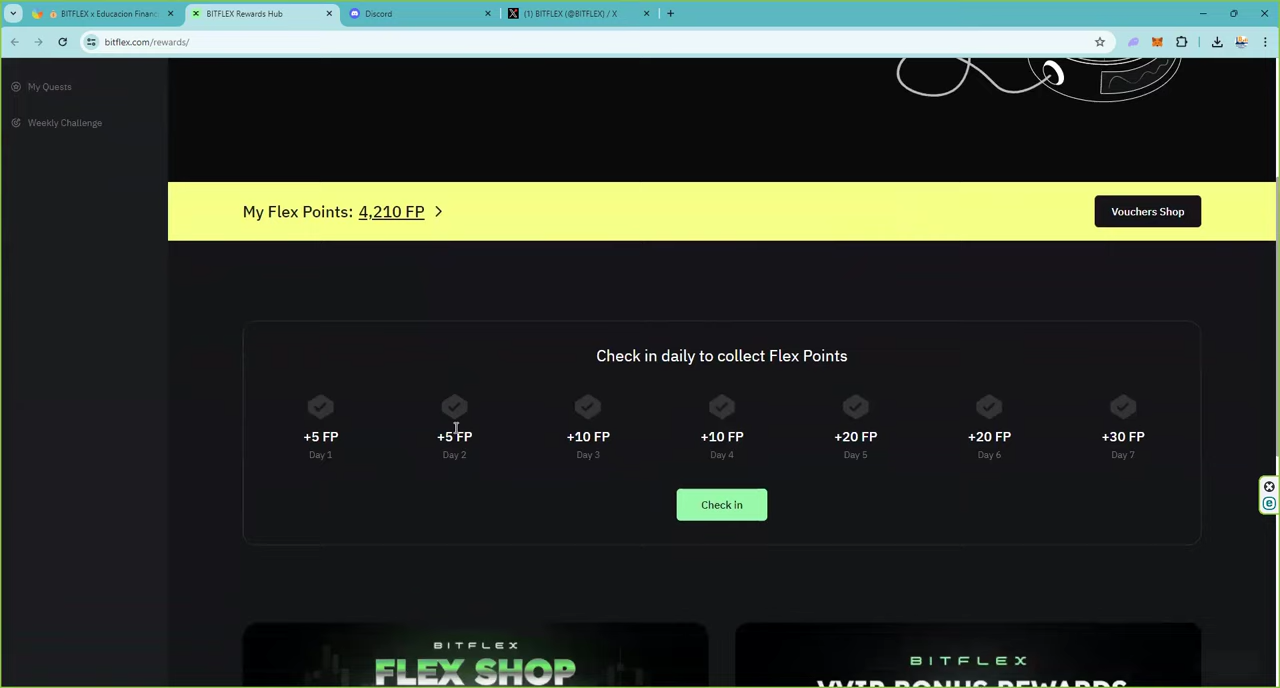 BITFLEX x Educacion Financ
BITFLEX Rewards Hub
Discord
(1) BITFLEX (@BITFLEX) / X
bitflex.com/rewards/
My Quests
Weekly Challenge
My Flex Points: 4,210 FP
Vouchers Shop
Check in daily to collect Flex Points
+5 FP
+5 FP
+10 FP
+10 FP
+20 FP
+20 FP
+30 FP
Day 1
Day 2
Day 3
Day 4
Day 5
Day 6
Day 7
Check in
BITFLEX
FLEX SHOP
BITFLEX
VVIP BONUS REWARDS